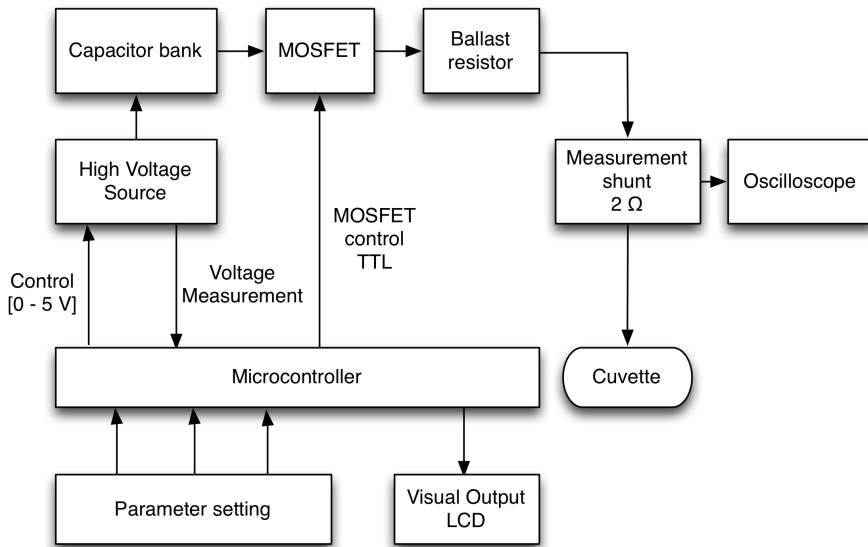 Capacitor bank
MOSFET
Ballast
resistor
High Voltage
Source
Measurement
shunt
2 Ω
Oscilloscope
MOSFET
control
TTL
Control
[0 - 5 V]
Voltage
Measurement
Microcontroller
Cuvette
Parameter setting
Visual Output
LCD